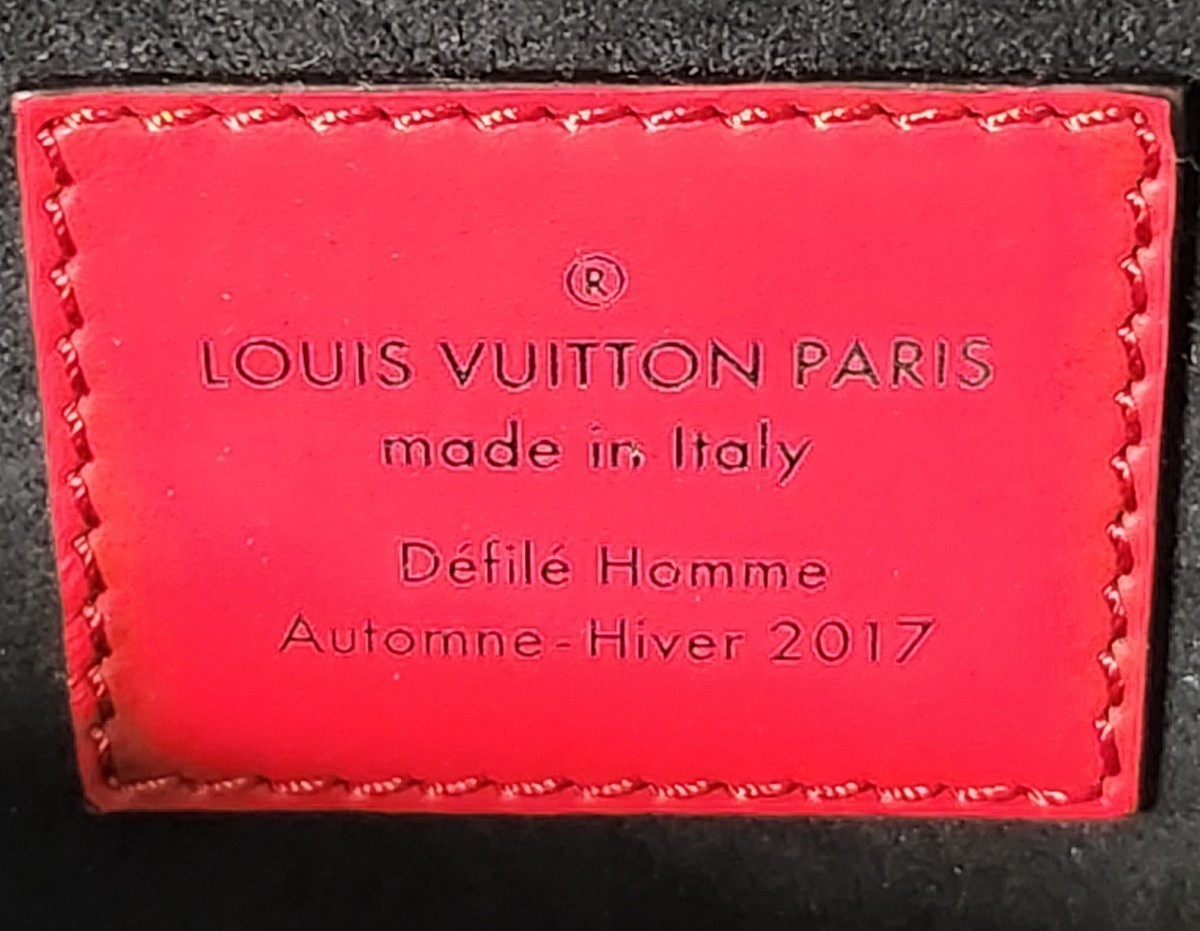 ®
LOUIS VUITTON PARIS
made in Italy
Défilé Homme
Automne-Hiver 2017